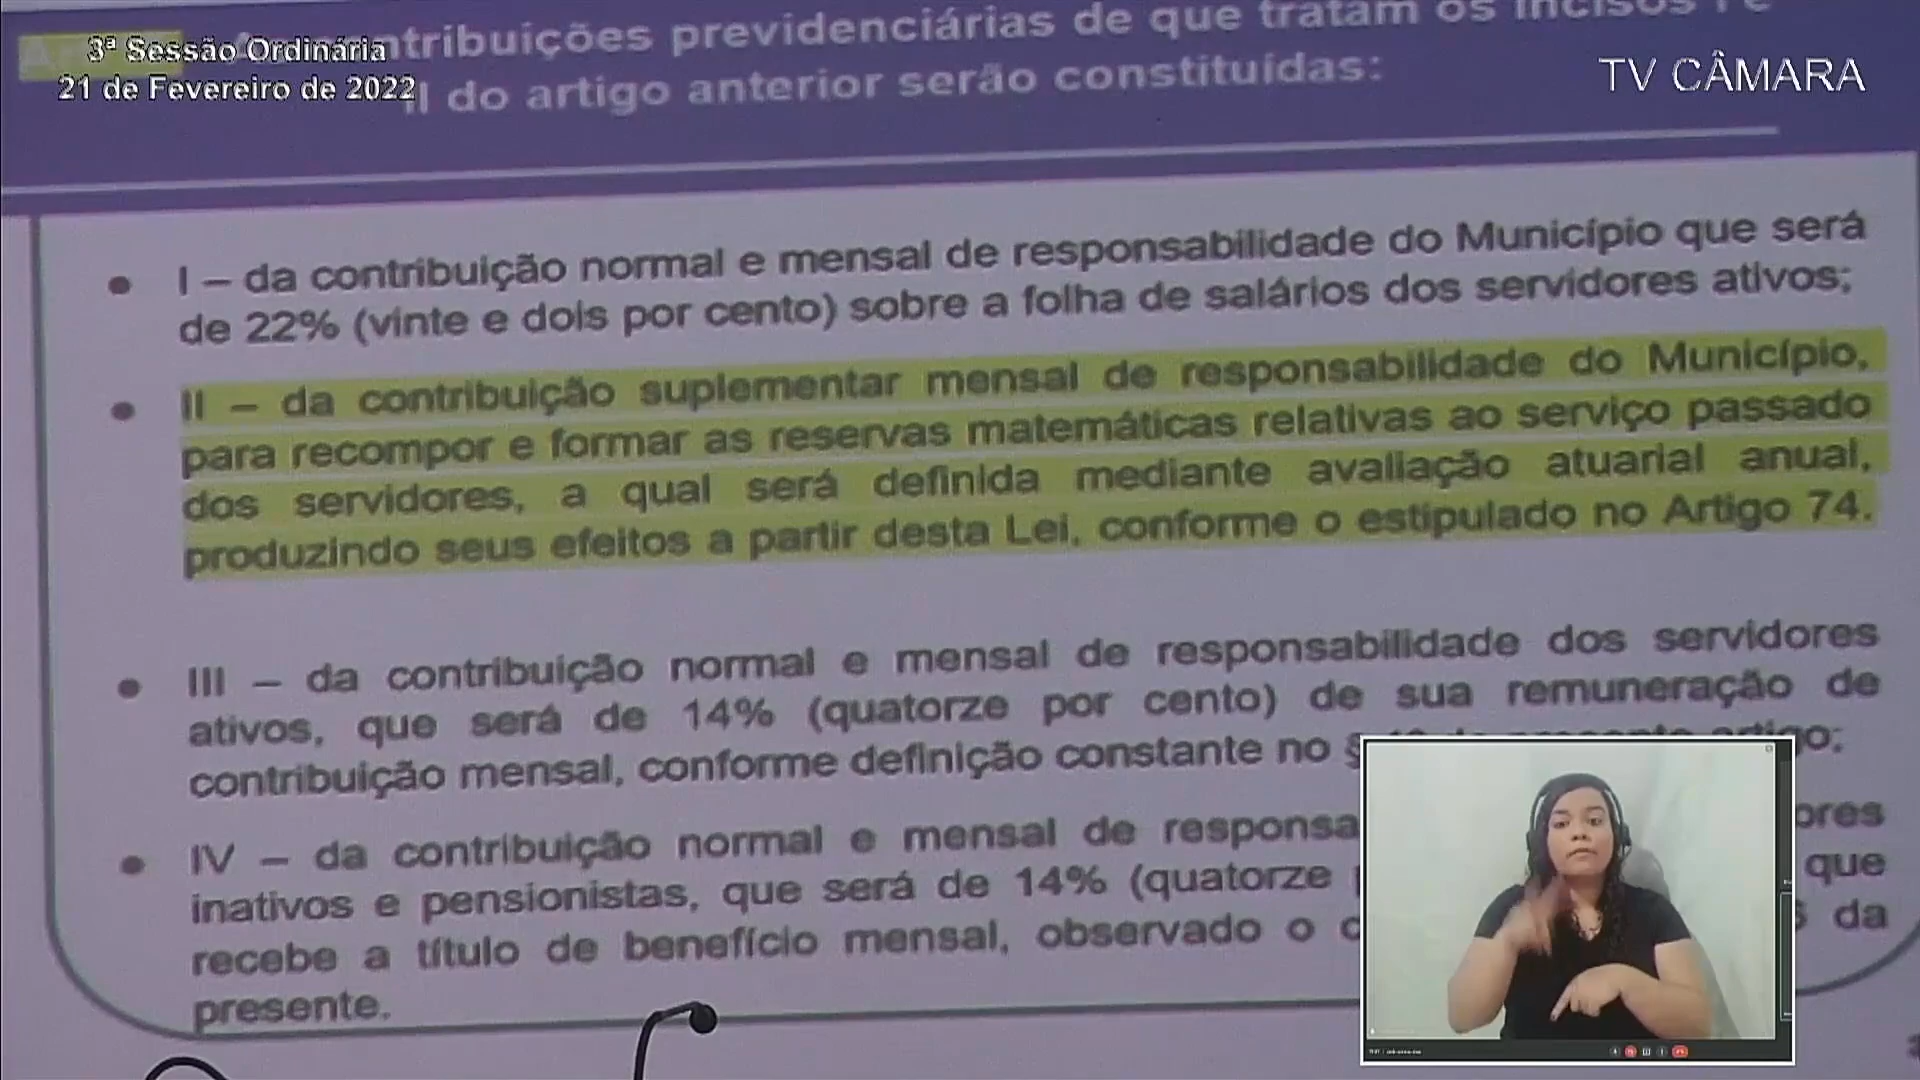 3ª Sessão Ordinária
21 de Fevereiro de 2022
TV CÂMARA
contribuições previdenciárias de que tratam os incisos I e
II do artigo anterior serão constituídas:
I – da contribuição normal e mensal de responsabilidade do Município que será
de 22% (vinte e dois por cento) sobre a folha de salários dos servidores ativos;
II – da contribuição suplementar mensal de responsabilidade do Município,
para recompor e formar as reservas matemáticas relativas ao serviço passado
dos servidores, a qual será definida mediante avaliação atuarial anual,
produzindo seus efeitos a partir desta Lei, conforme o estipulado no Artigo 74.
III – da contribuição normal e mensal de responsabilidade dos servidores
ativos, que será de 14% (quatorze por cento) de sua remuneração de
contribuição mensal, conforme definição constante no § presente artigo;
IV – da contribuição normal e mensal de
inativos e pensionistas, que será de 14% (quatorze que
recebe a título de benefício mensal, observado o da
presente.